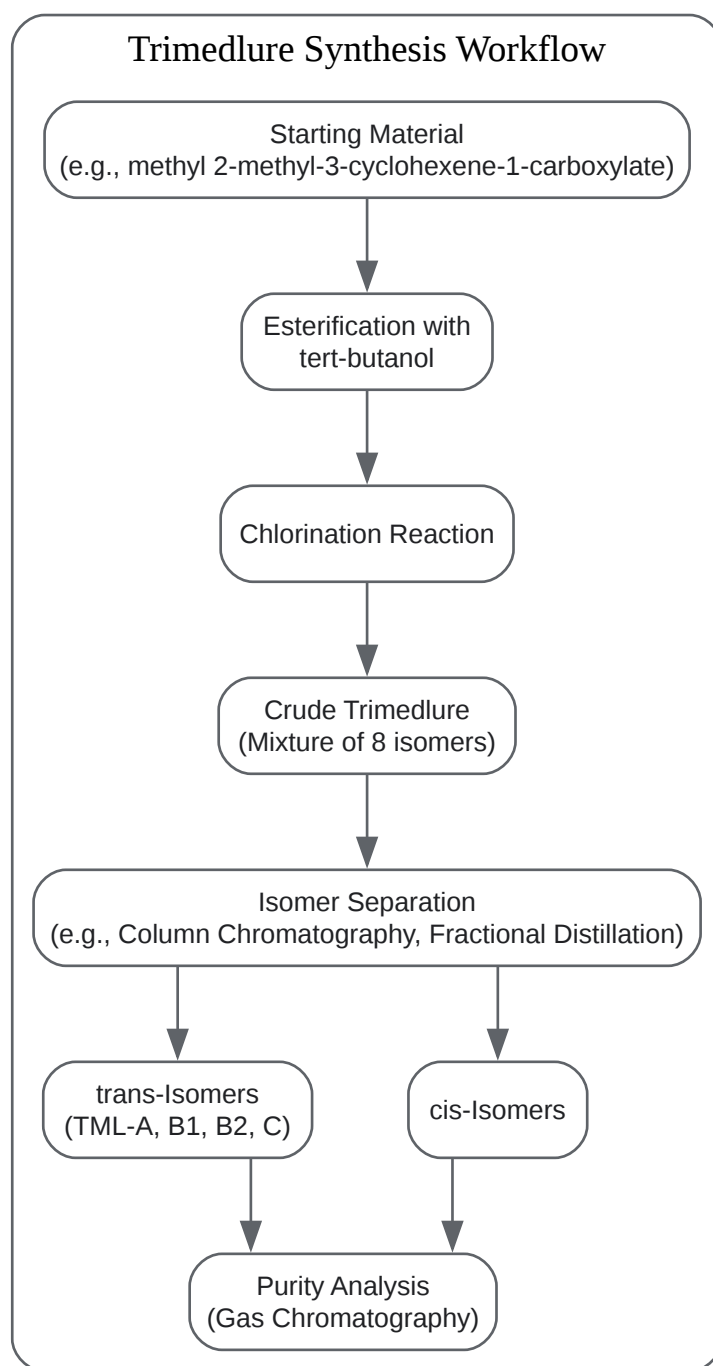 Trimedlure Synthesis Workflow
Starting Material
(e.g., methyl 2-methyl-3-cyclohexene-1-carboxylate)
Esterification with
tert-butanol
Chlorination Reaction
Crude Trimedlure
(Mixture of 8 isomers)
Isomer Separation
(e.g., Column Chromatography, Fractional Distillation)
trans-Isomers
(TML-A, B1, B2, C)
cis-Isomers
Purity Analysis
(Gas Chromatography)